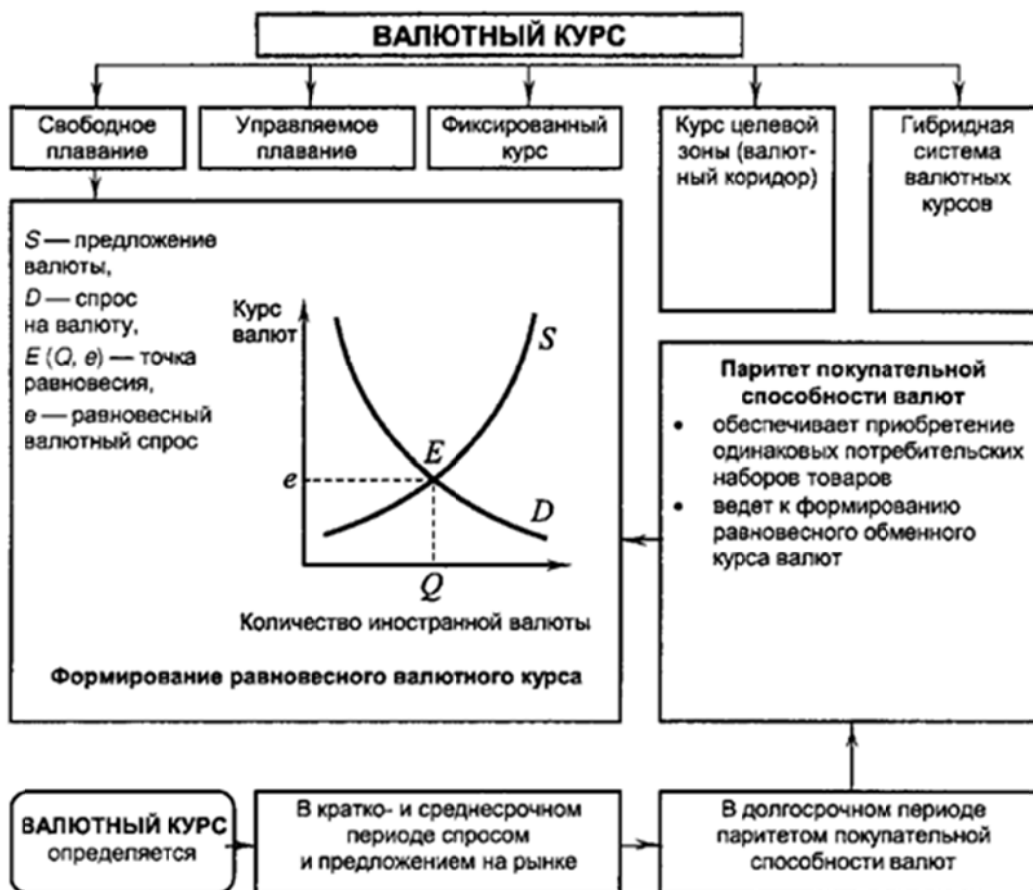 ВАЛЮТНЫЙ КУРС
Свободное
плавание
Управляемое
плавание
Фиксированный
курс
Курс целевой
зоны (валют-
ный коридор)
Гибридная
система
валютных
курсов
S — предложение
валюты,
D — спрос
на валюту,
E (Q, e) — точка
равновесия,
e — равновесный
валютный спрос
Курс
валют
S
E
e
D
Q
Количество иностранной валюты
Формирование равновесного валютного курса
Паритет покупательной
способности валют
• обеспечивает приобретение
одинаковых потребительских
наборов товаров
• ведет к формированию
равновесного обменного
курса валют
ВАЛЮТНЫЙ КУРС
определяется
В кратко- и среднесрочном
периоде спросом
и предложением на рынке
В долгосрочном периоде
паритетом покупательной
способности валют